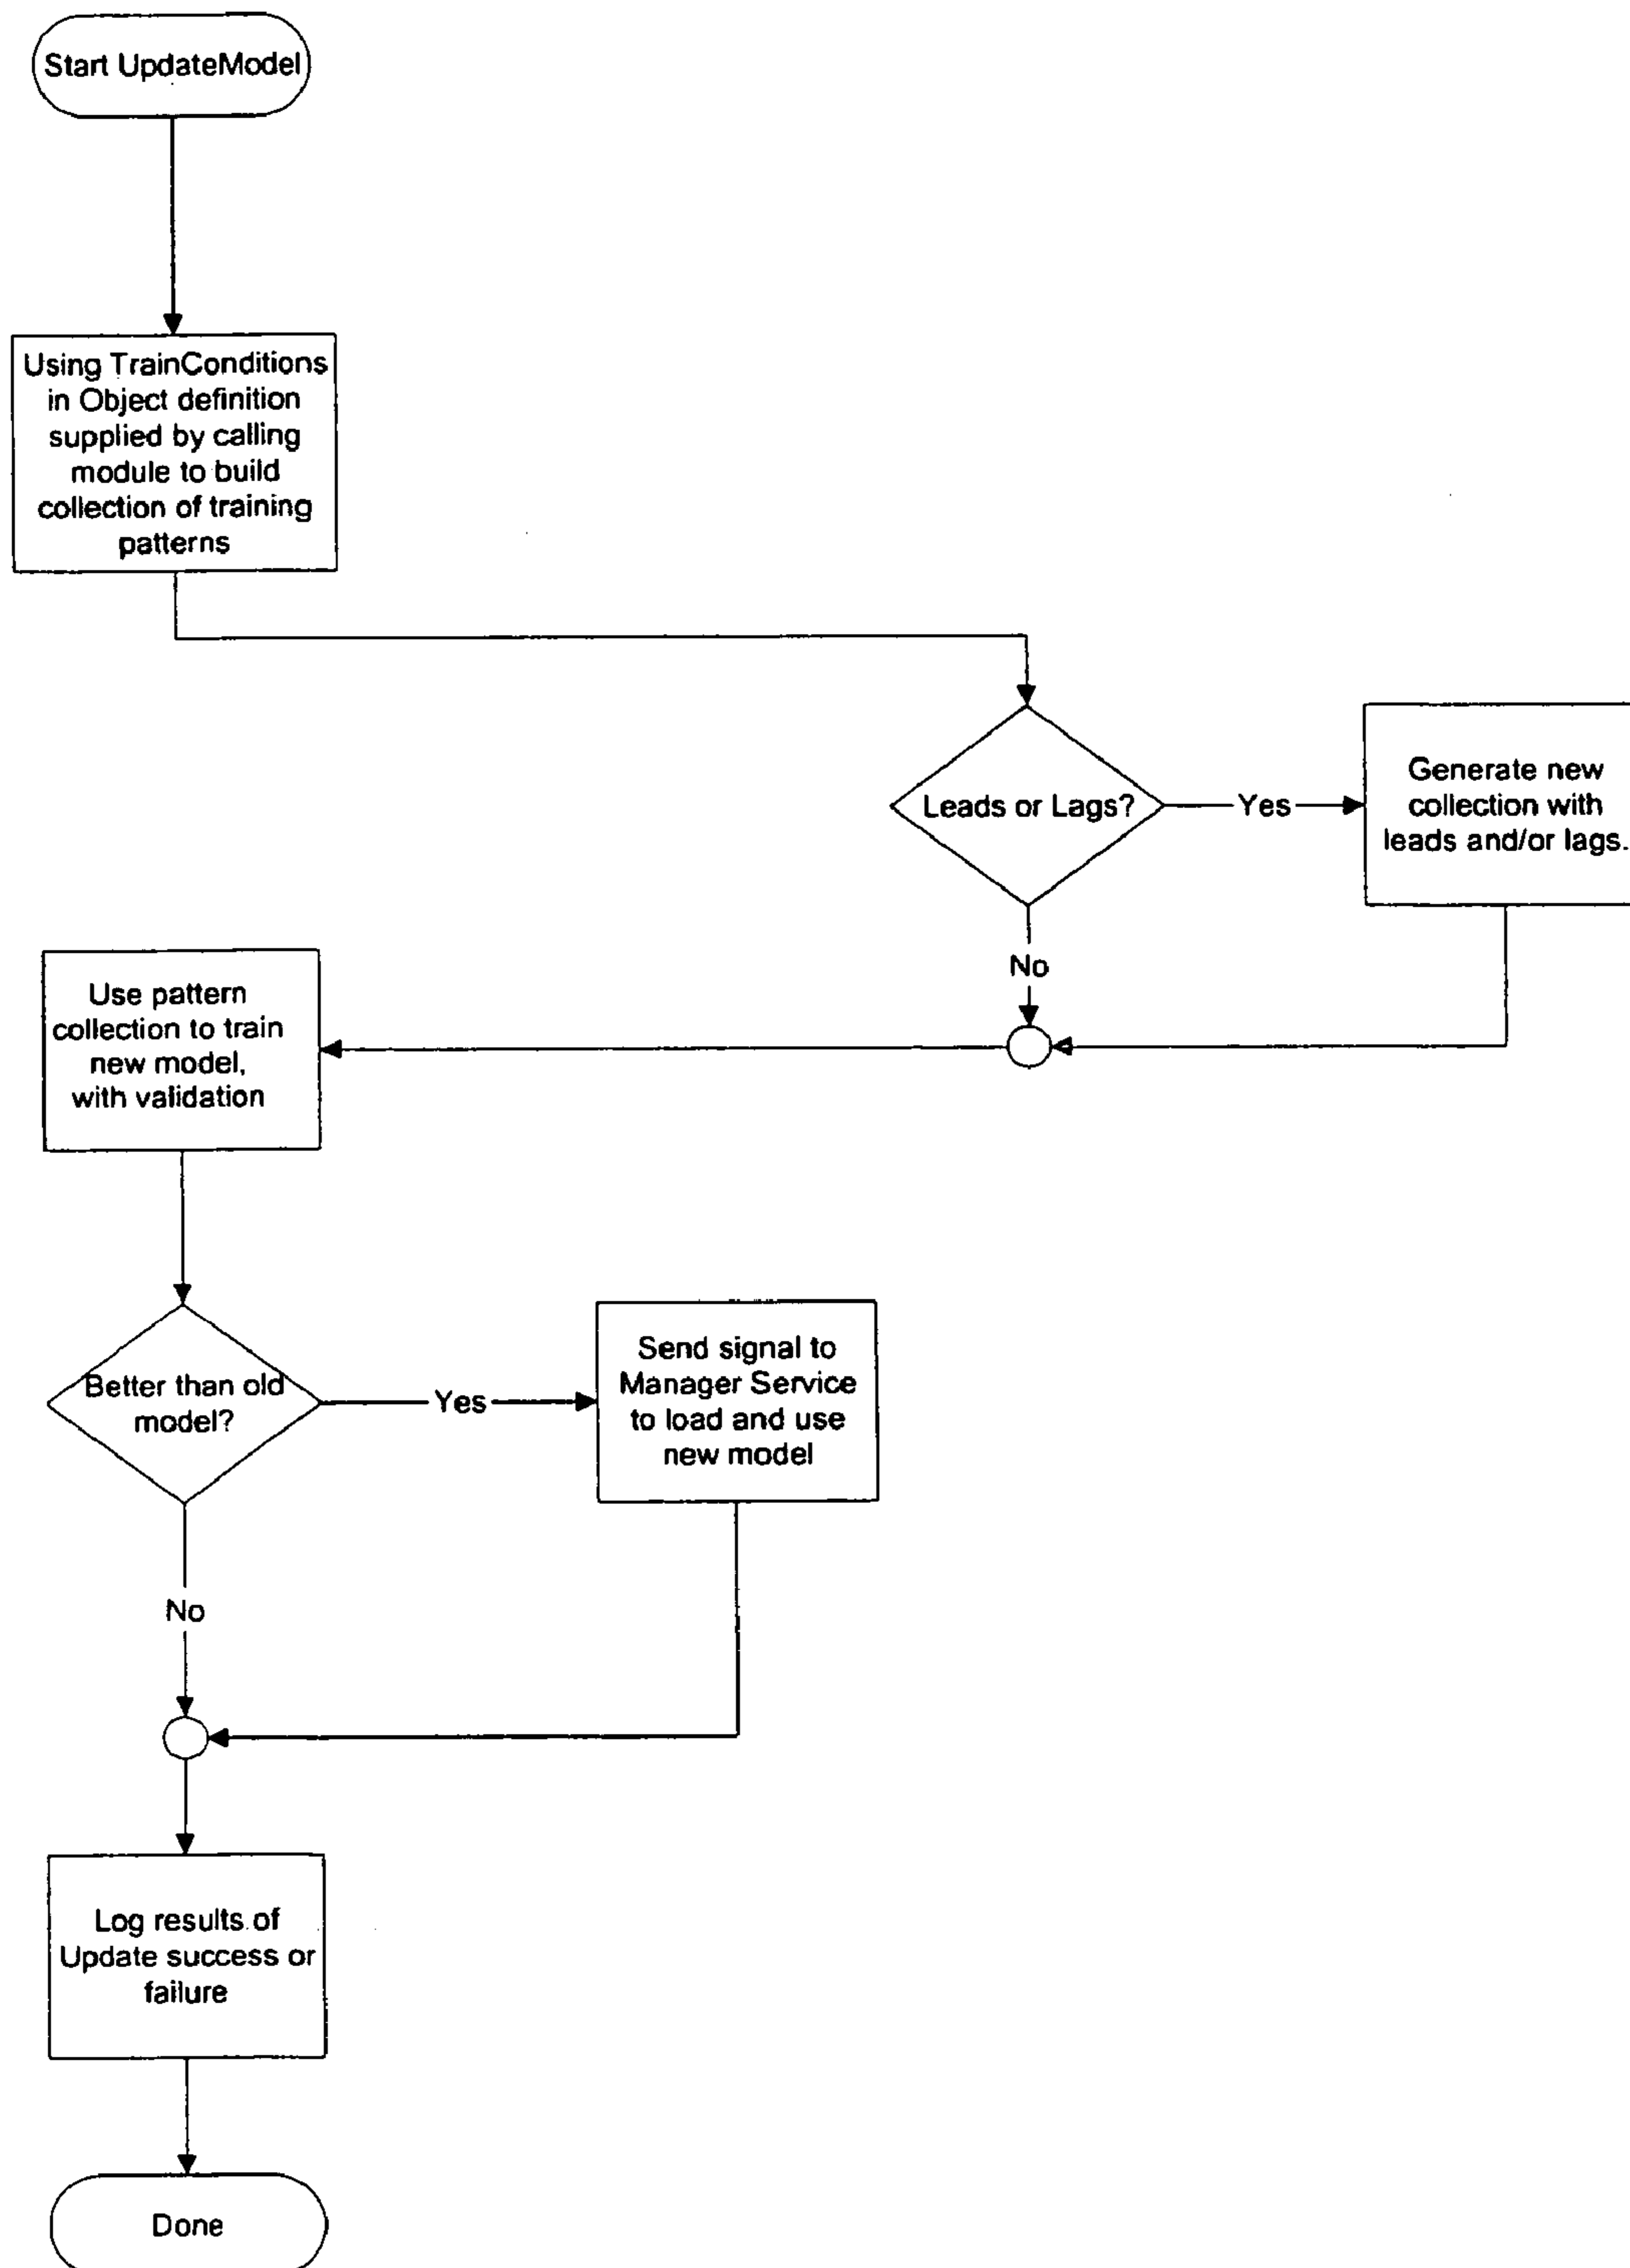 Start UpdateModel
Using TrainConditions
in Object definition
supplied by calling
module to build
collection of training
patterns
Leads or Lags?
Yes
Generate new
collection with
leads and/or lags.
No
Use pattern
collection to train
new model,
with validation
Better than old
model?
Yes
Send signal to
Manager Service
to load and use
new model
No
Log results of
Update success or
failure
Done